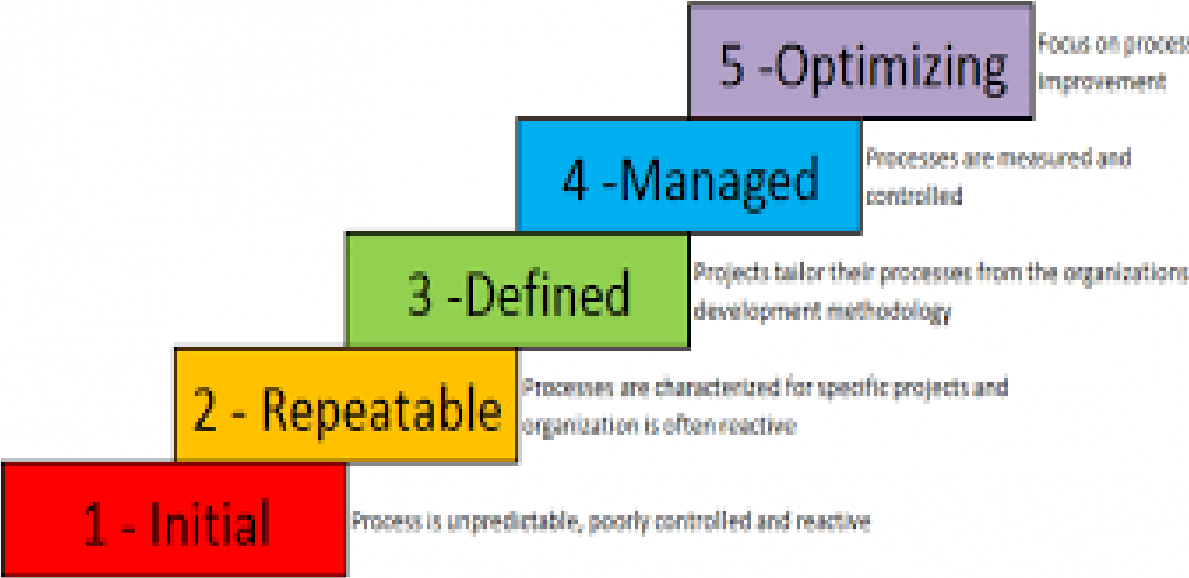 5 -Optimizing
Focus on process
improvement
4 -Managed
Processes are measured and
controlled
3 -Defined
Projects tailor their processes from the organizations
development methodology
2 - Repeatable
Processes are characterized for specific projects and
organization is often reactive
1 - Initial
Process is unpredictable, poorly controlled and reactive